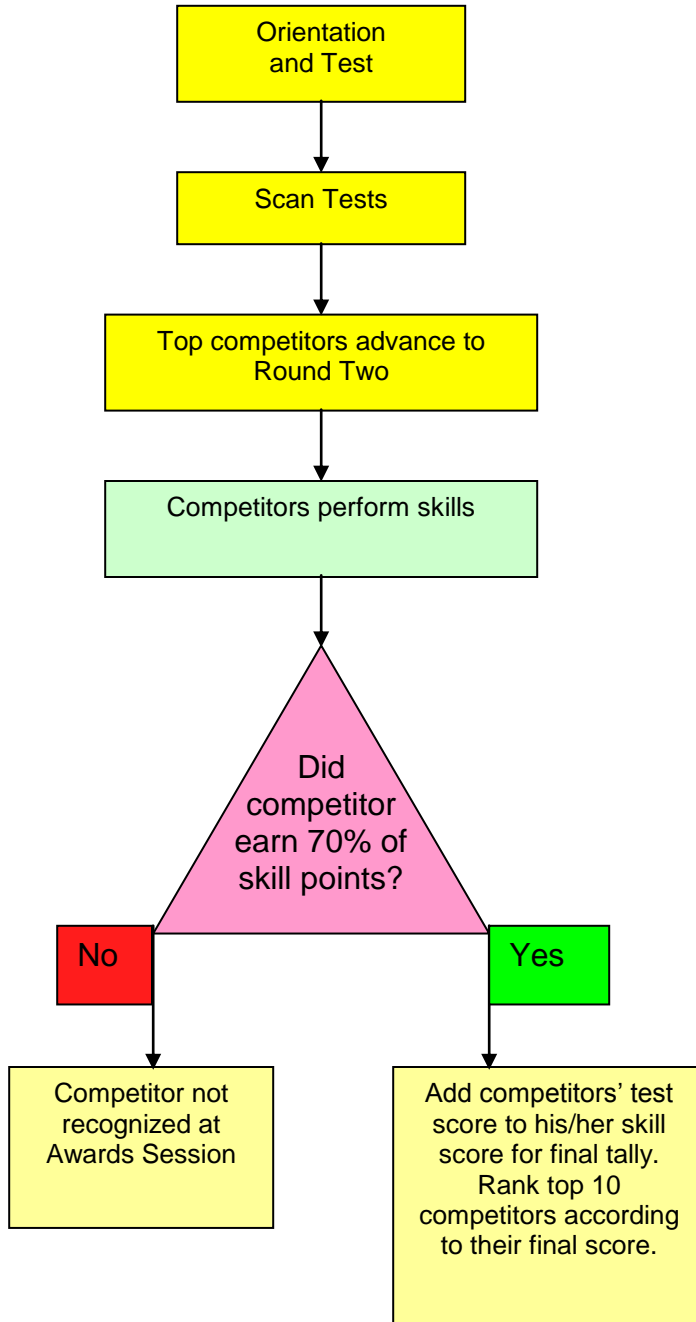 Orientation
and Test
Scan Tests
Top competitors advance to
Round Two
Competitors perform skills
Did
competitor
earn 70% of
skill points?
No
Yes
Competitor not
recognized at
Awards Session
Add competitors’ test
score to his/her skill
score for final tally.
Rank top 10
competitors according
to their final score.